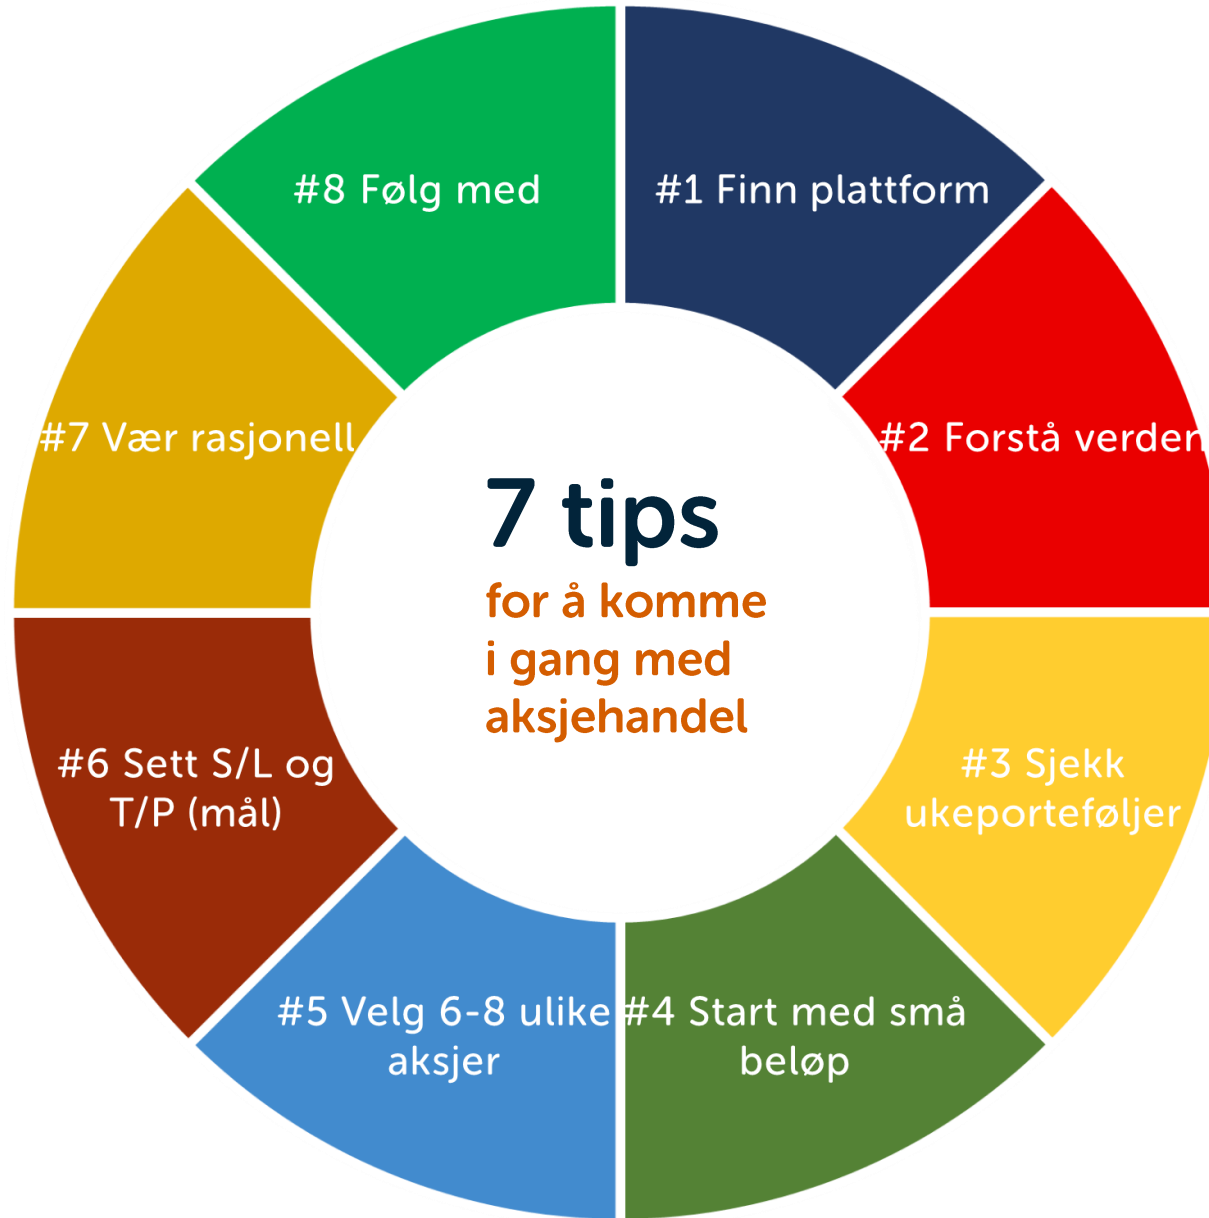 7 tips
for å komme
i gang med
aksjehandel
#1 Finn plattform
#2 Forstå verden
#3 Sjekk
ukeporteføljer
#4 Start med små
beløp
#5 Velg 6-8 ulike
aksjer
#6 Sett S/L og
T/P (mål)
#7 Vær rasjonell
#8 Følg med